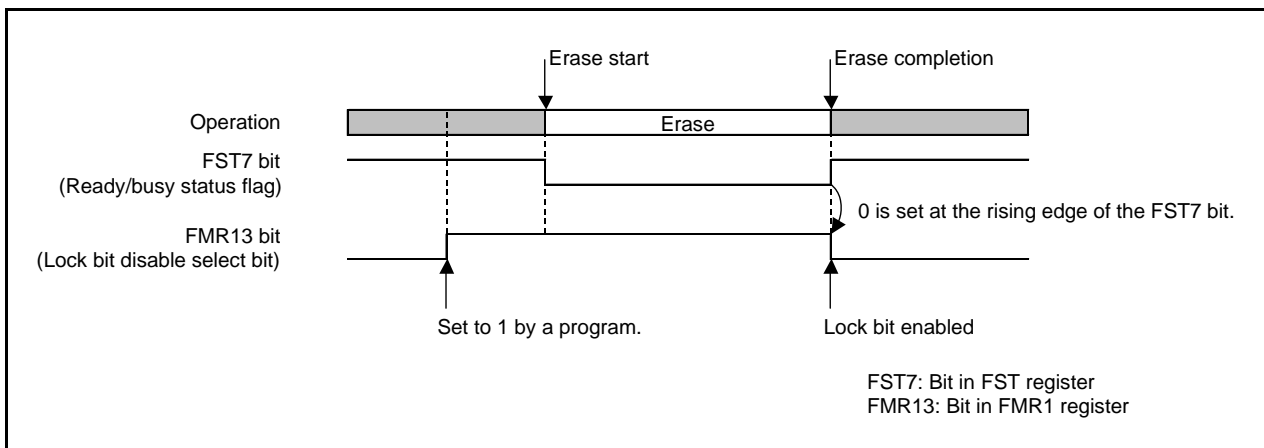 Erase start
Erase completion
Operation
Erase
FST7 bit
(Ready/busy status flag)
0 is set at the rising edge of the FST7 bit.
FMR13 bit
(Lock bit disable select bit)
Set to 1 by a program.
Lock bit enabled
FST7: Bit in FST register
FMR13: Bit in FMR1 register